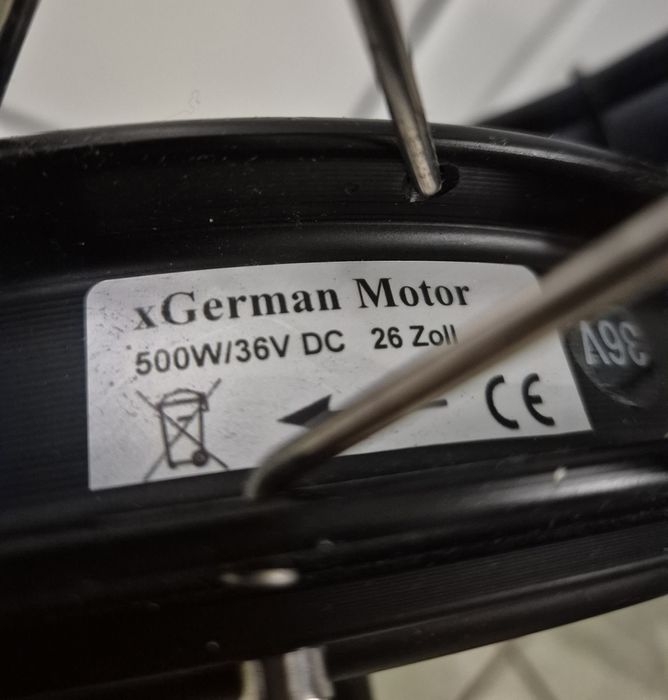 xGerman Motor
500W/36V DC 26 Zoll
CE
36V